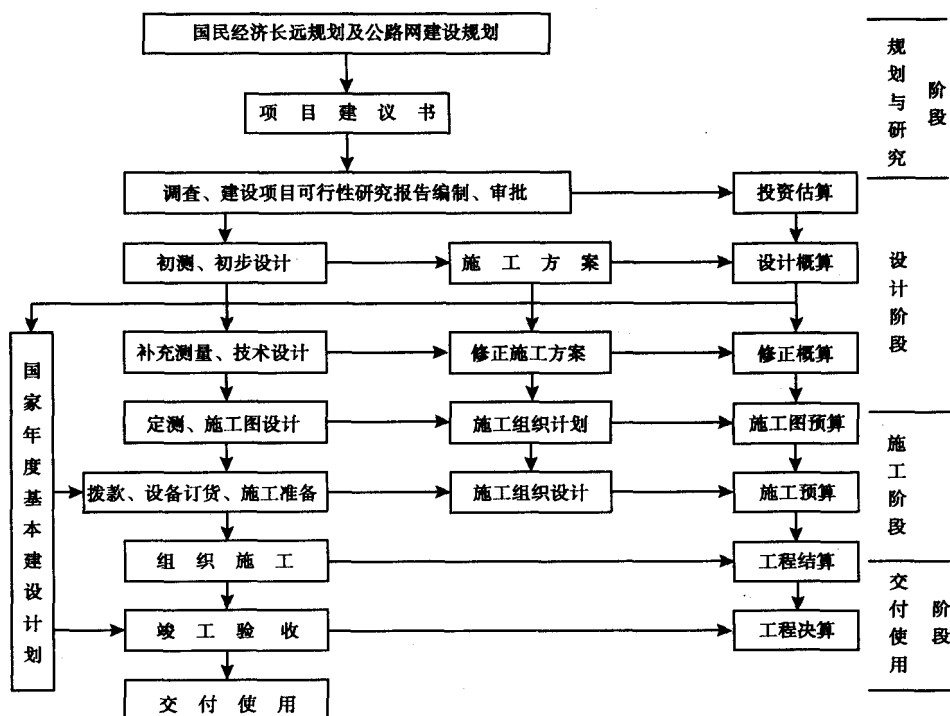 国民经济长远规划及公路网建设规划
项目建议书
调查、建设项目可行性研究报告编制、审批
投资估算
初测、初步设计
施工方案
设计概算
补充测量、技术设计
修正施工方案
修正概算
定测、施工图设计
施工组织计划
施工图预算
拨款、设备订货、施工准备
施工组织设计
施工预算
组织施工
工程结算
竣工验收
工程决算
交付使用
国家年度基本建设计划
规划与研究
阶段
设计阶段
施工阶段
交付使用
阶段